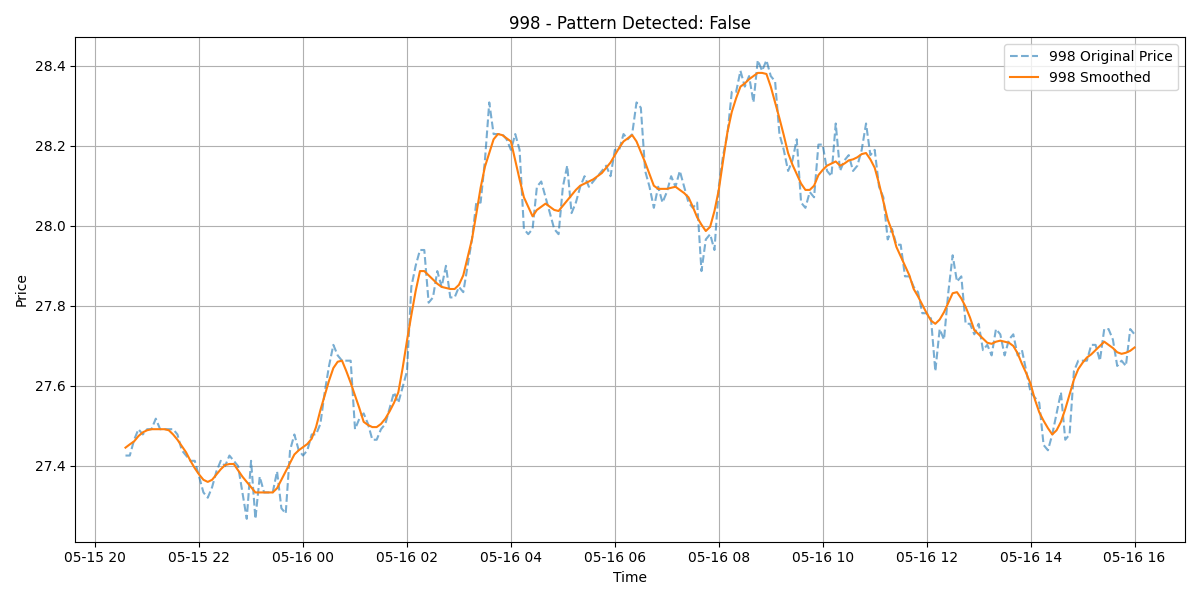 998 - Pattern Detected: False
998 Original Price
998 Smoothed
Price
28.4
28.2
28.0
27.8
27.6
27.4
05-15 20 05-15 22 05-16 00 05-16 02 05-16 04 05-16 06 05-16 08 05-16 10 05-16 12 05-16 14 05-16 16
Time